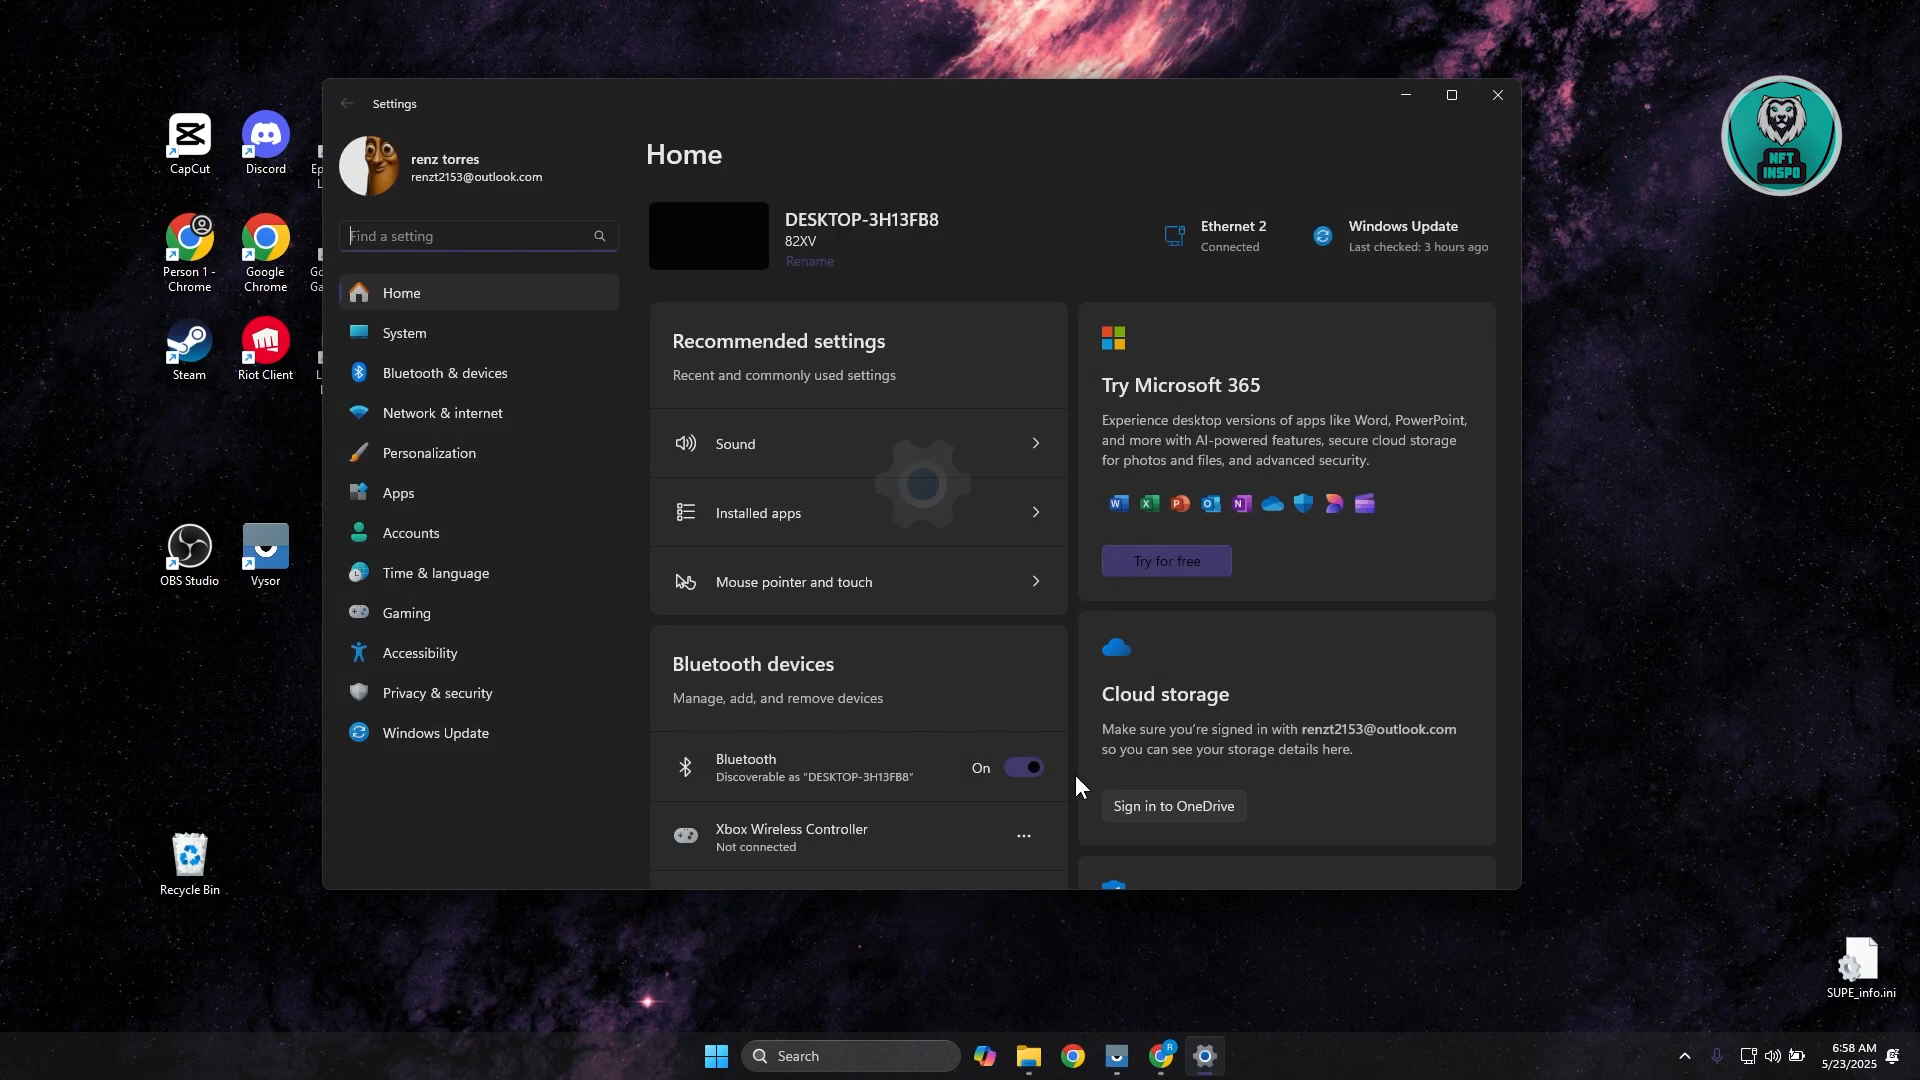 Settings
renz torres
renzt2153@outlook.com
Find a setting
Home
System
Bluetooth & devices
Network & internet
Personalization
Apps
Accounts
Time & language
Gaming
Accessibility
Privacy & security
Windows Update
Home
DESKTOP-3H13FB8
82XV
Rename
Ethernet 2
Connected
Windows Update
Last checked: 3 hours ago
Recommended settings
Recent and commonly used settings
Sound
Installed apps
Mouse pointer and touch
Bluetooth devices
Manage, add, and remove devices
Bluetooth
Discoverable as "DESKTOP-3H13FB8"
On
Xbox Wireless Controller
Not connected
Try Microsoft 365
Experience desktop versions of apps like Word, PowerPoint,
and more with AI-powered features, secure cloud storage
for photos and files, and advanced security.
Try for free
Cloud storage
Make sure you're signed in with renzt2153@outlook.com
so you can see your storage details here.
Sign in to OneDrive
CapCut
Discord
Ep
L
Person 1 -
Chrome
Google
Chrome
Go
Ga
Steam
Riot Client
L
OBS Studio
Vysor
Recycle Bin
NFT
INSPO
SUPE_info.ini
Search
6:58 AM
5/23/2025